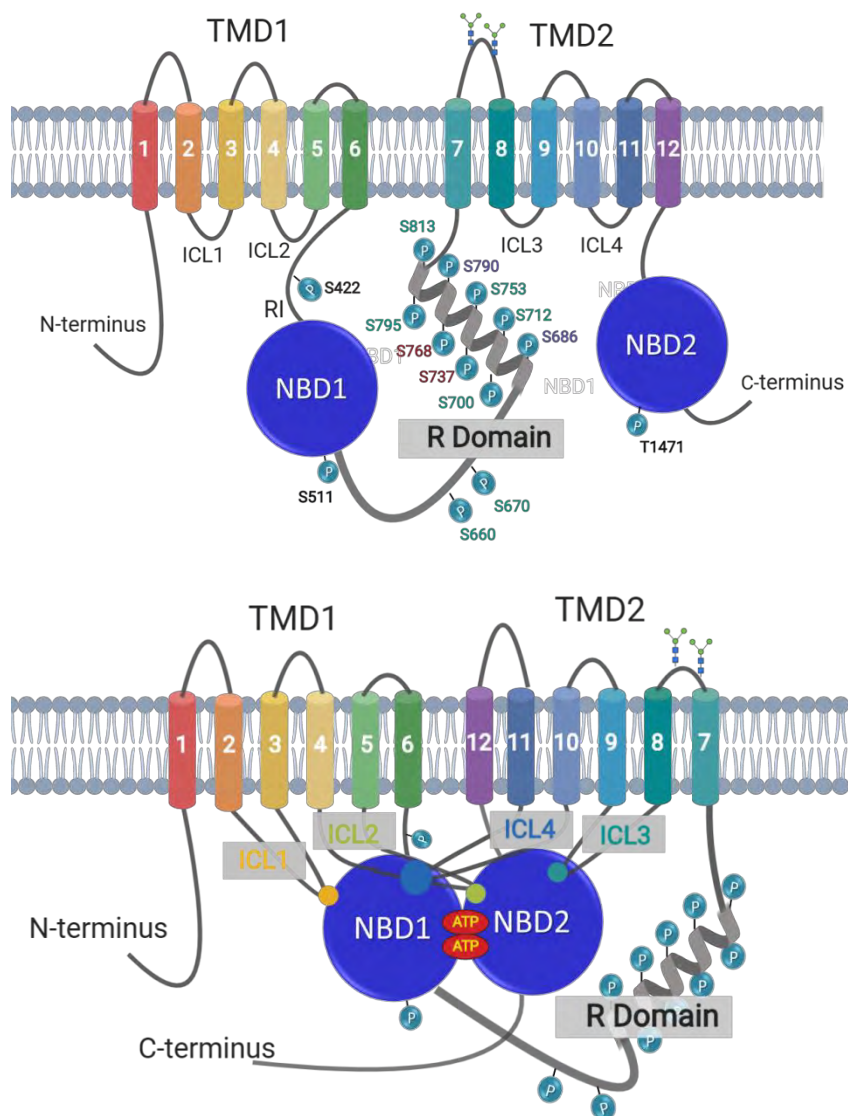 TMD1
TMD2
1
2
3
4
5
6
7
8
9
10
11
12
ICL1
ICL2
ICL3
ICL4
S813
P
P
S790
P
S422
RI
P
S753
N-terminus
S795
P
P
S712
NBD1
S768
P
P
S686
NBD1
S737
P
NBD1
NBD2
C-terminus
S700
P
R Domain
P
T1471
P
S511
P
S670
P
S660
TMD1
TMD2
1
2
3
4
5
6
12
11
10
9
8
7
ICL1
ICL2
P
ICL4
ICL3
N-terminus
NBD1
ATP
ATP
NBD2
P
P
P
P
P
P
P
P
P
R Domain
C-terminus
P
P